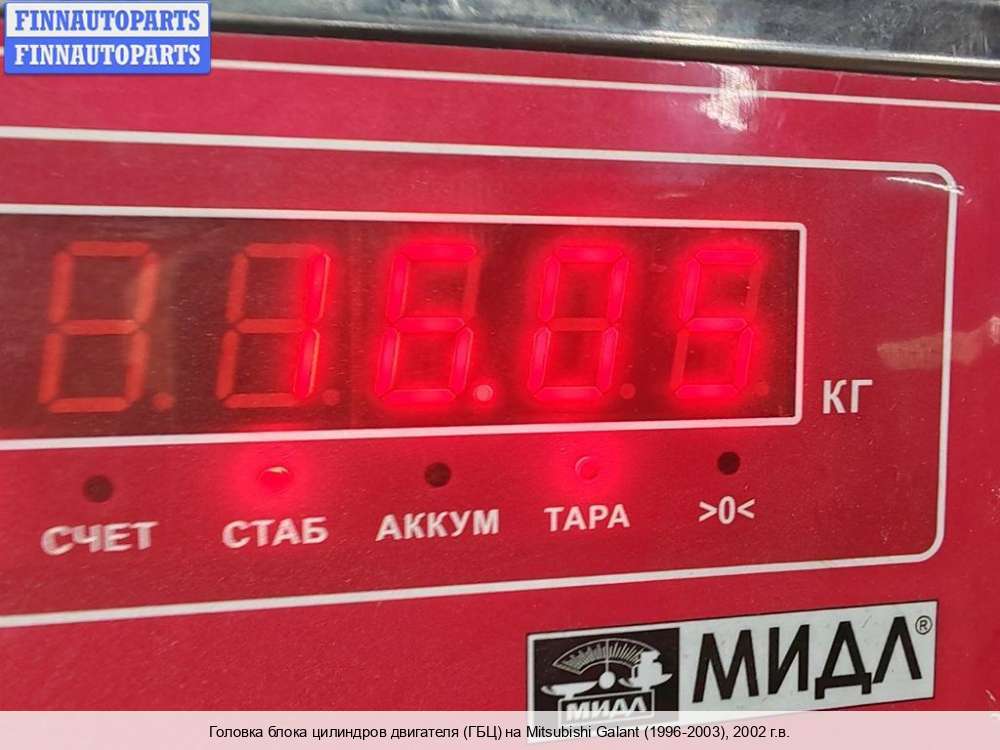 FINNAUTOPARTS
FINNAUTOPARTS
16.05
КГ
СЧЕТ СТАБ АККУМ ТАРА >0<
МИДЛ®
МИДЛ
Головка блока цилиндров двигателя (ГБЦ) на Mitsubishi Galant (1996-2003), 2002 г.в.